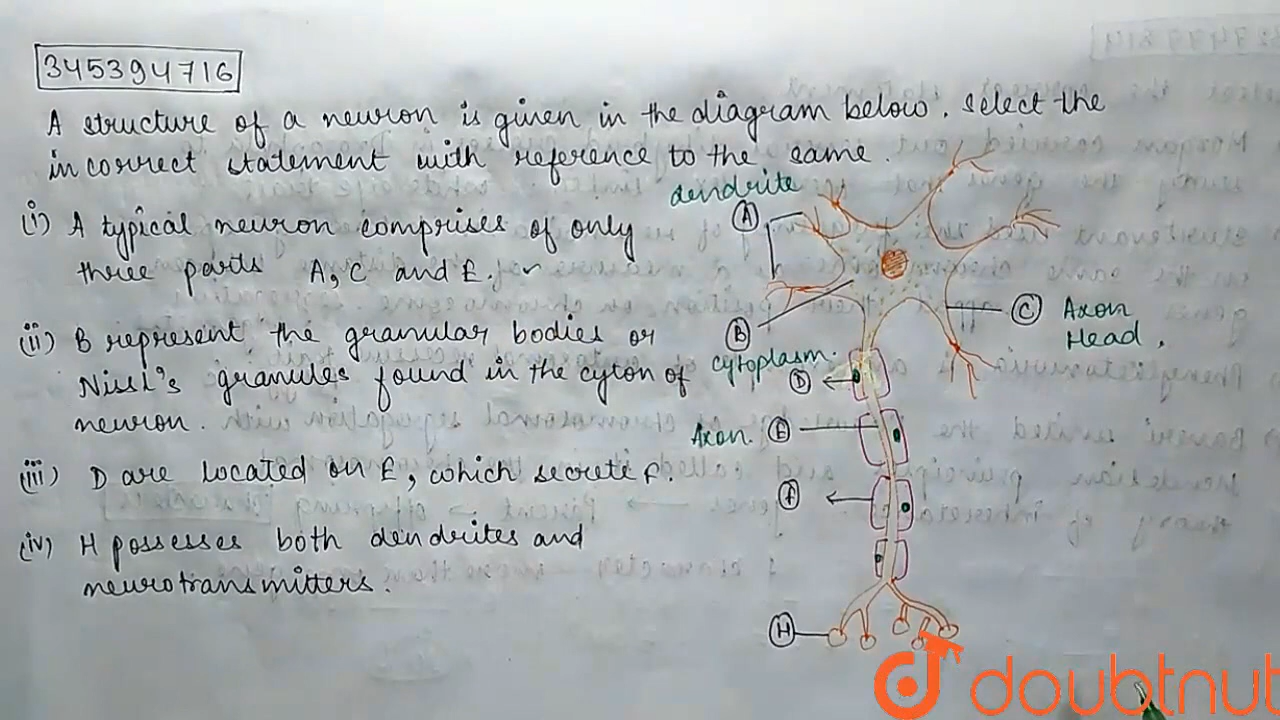 345394716
A structure of a neuron is given in the diagram below. Select the
incorrect statement with reference to the same.
(i) A typical neuron comprises of only
three parts A, C and E. ✓
(ii) B represent the granular bodies or
Nissl's granules found in the cyton of
neuron.
(iii) D are located on E, which secrete F.
(iv) H possesses both dendrites and
neurotransmitters.
dendrite
A
B
cytoplasm.
C Axon
Head,
D
Axon. E
F
H
doubtnut